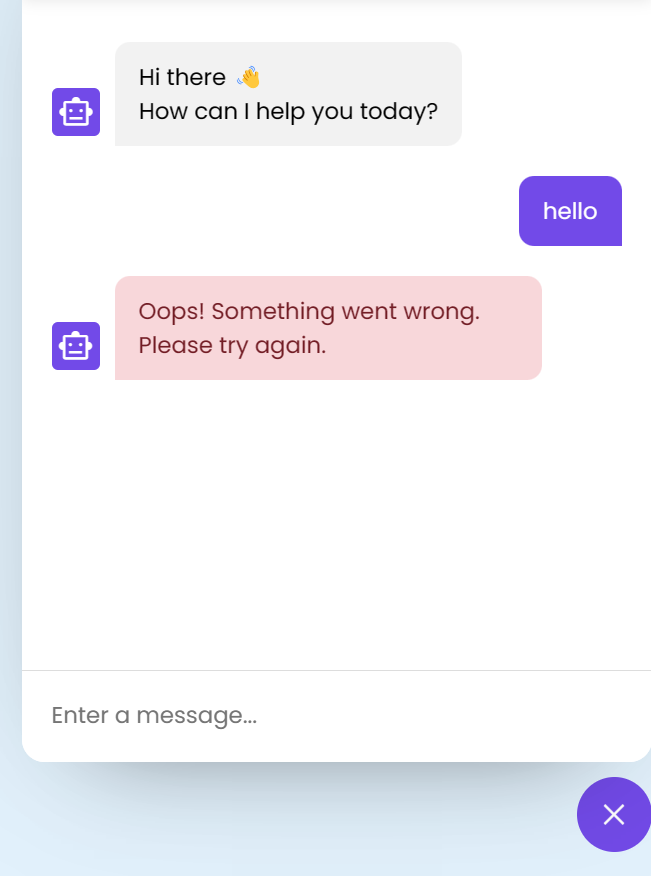 Hi there 👋
How can I help you today?
hello
Oops! Something went wrong.
Please try again.
Enter a message...